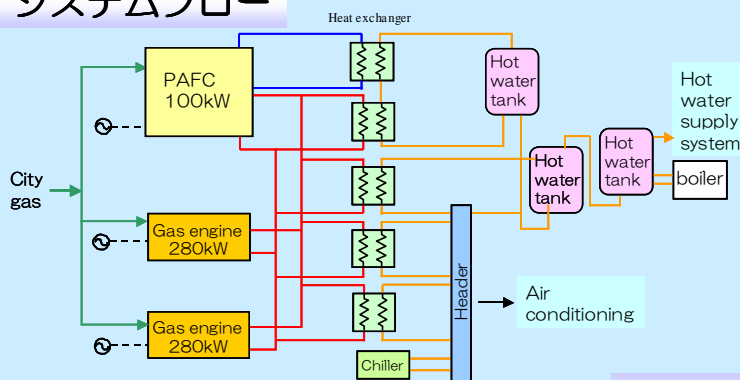 システムフロー
Heat exchanger
PAFC
100kW
Hot
water
tank
Hot
water
supply
system
Hot
water
tank
Hot
water
tank
boiler
City
gas
Gas engine
280kW
Header
Air
conditioning
Gas engine
280kW
Chiller